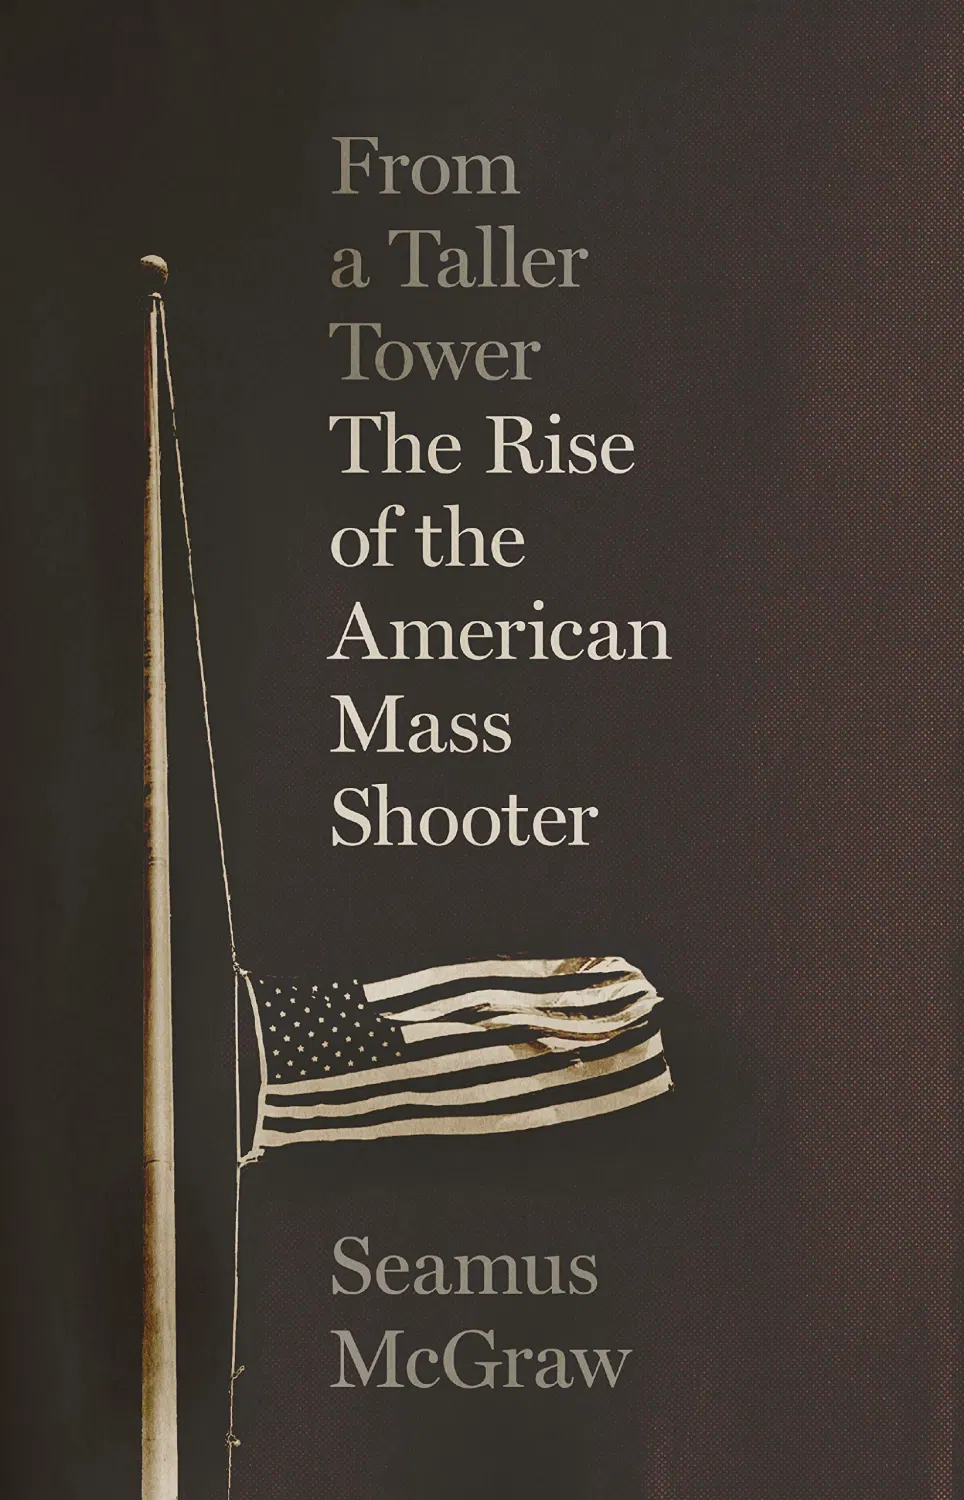 From
a Taller
Tower
The Rise
of the
American
Mass
Shooter
Seamus
McGraw